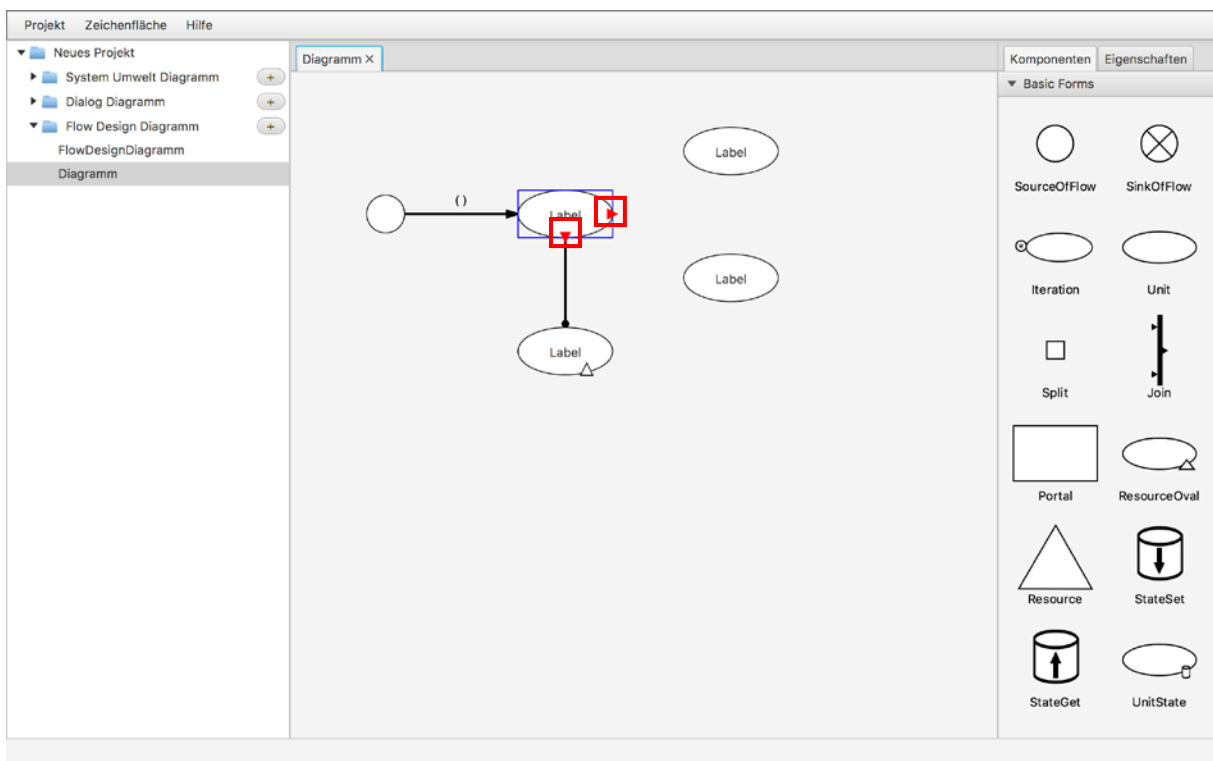 Projekt Zeichenfläche Hilfe
Neues Projekt
System Umwelt Diagramm +
Dialog Diagramm +
Flow Design Diagramm +
FlowDesignDiagramm
Diagramm
Diagramm X
Label
( )
Label
Label
Label
Komponenten Eigenschaften
Basic Forms
SourceOfFlow SinkOfFlow
Iteration Unit
Split Join
Portal ResourceOval
Resource StateSet
StateGet UnitState